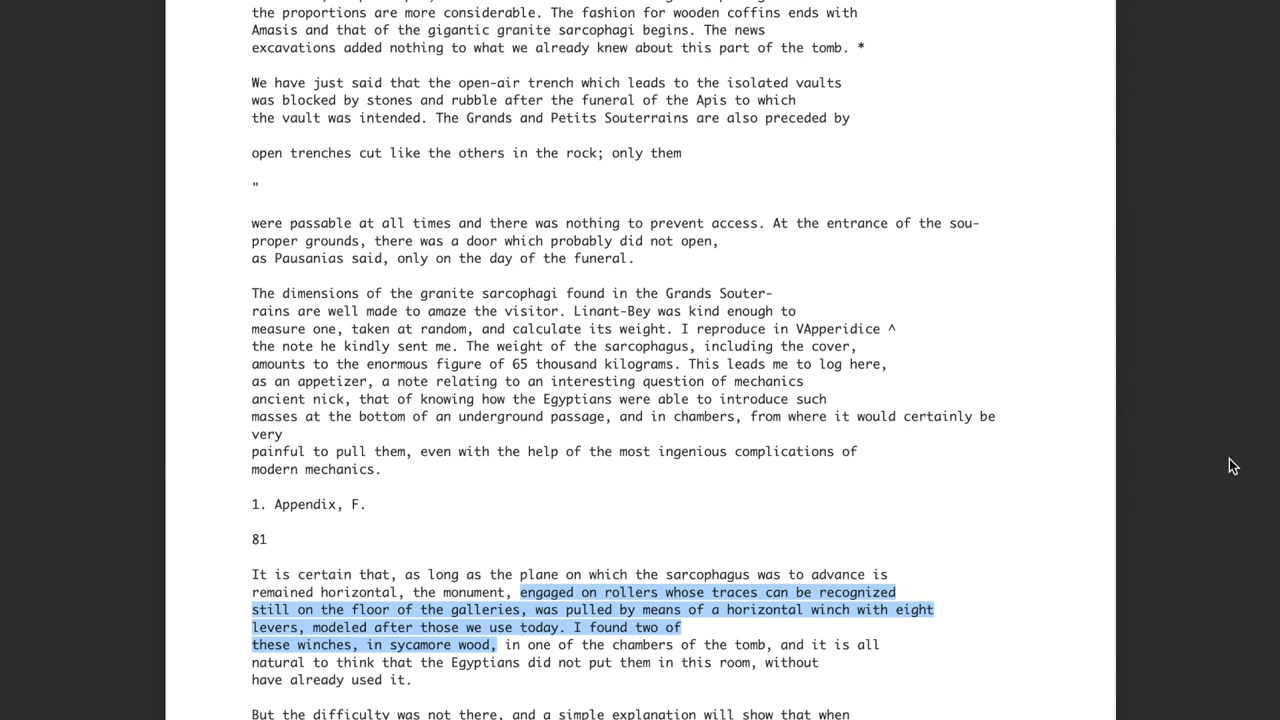 the proportions are more considerable. The fashion for wooden coffins ends with
Amasis and that of the gigantic granite sarcophagi begins. The news
excavations added nothing to what we already knew about this part of the tomb. *
We have just said that the open-air trench which leads to the isolated vaults
was blocked by stones and rubble after the funeral of the Apis to which
the vault was intended. The Grands and Petits Souterrains are also preceded by
open trenches cut like the others in the rock; only them
"
were passable at all times and there was nothing to prevent access. At the entrance of the sou-
proper grounds, there was a door which probably did not open,
as Pausanias said, only on the day of the funeral.
The dimensions of the granite sarcophagi found in the Grands Souter-
rains are well made to amaze the visitor. Linant-Bey was kind enough to
measure one, taken at random, and calculate its weight. I reproduce in VApperidice ^
the note he kindly sent me. The weight of the sarcophagus, including the cover,
amounts to the enormous figure of 65 thousand kilograms. This leads me to log here,
as an appetizer, a note relating to an interesting question of mechanics
ancient nick, that of knowing how the Egyptians were able to introduce such
masses at the bottom of an underground passage, and in chambers, from where it would certainly be
very
painful to pull them, even with the help of the most ingenious complications of
modern mechanics.
1. Appendix, F.
81
It is certain that, as long as the plane on which the sarcophagus was to advance is
remained horizontal, the monument, engaged on rollers whose traces can be recognized
still on the floor of the galleries, was pulled by means of a horizontal winch with eight
levers, modeled after those we use today. I found two of
these winches, in sycamore wood, in one of the chambers of the tomb, and it is all
natural to think that the Egyptians did not put them in this room, without
have already used it.
But the difficulty was not there, and a simple explanation will show that when